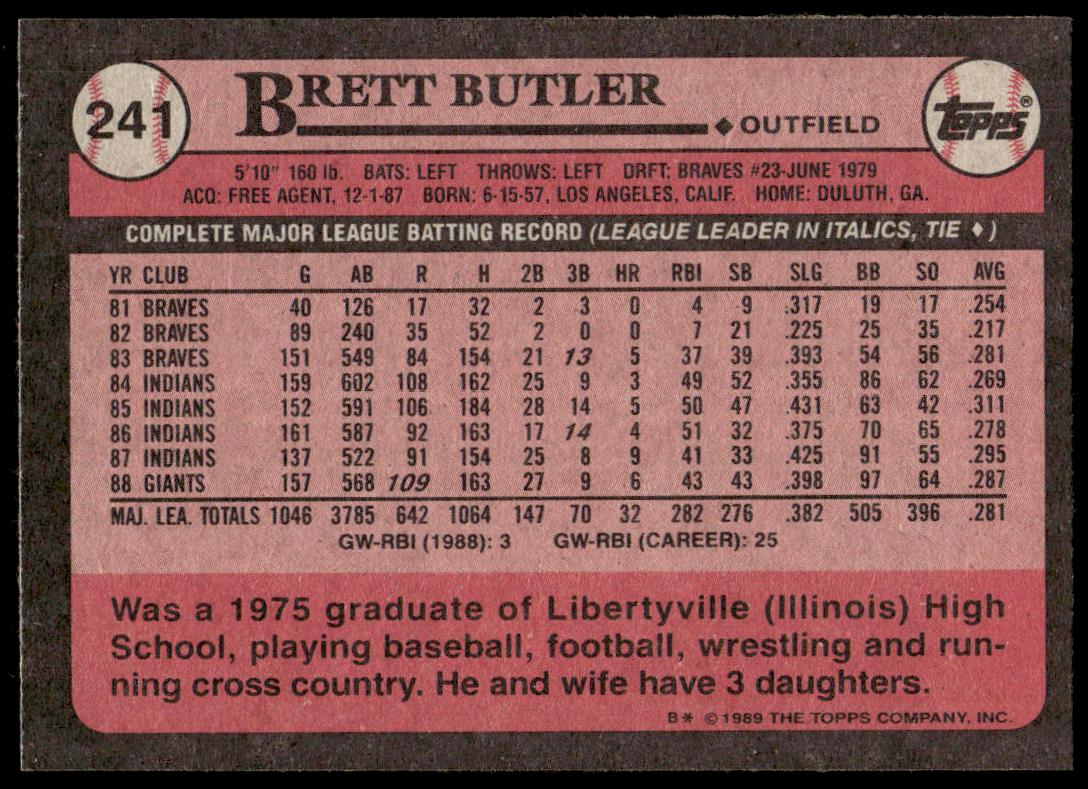 241
BRETT BUTLER
◆ OUTFIELD
Topps®
5'10" 160 lb. BATS: LEFT THROWS: LEFT DRFT: BRAVES #23-JUNE 1979
ACQ: FREE AGENT, 12-1-87 BORN: 6-15-57, LOS ANGELES, CALIF. HOME: DULUTH, GA.
COMPLETE MAJOR LEAGUE BATTING RECORD (LEAGUE LEADER IN ITALICS, TIE ♦)
YR CLUB G AB R H 2B 3B HR RBI SB SLG BB SO AVG
81 BRAVES 40 126 17 32 2 3 0 4 9 .317 19 17 .254
82 BRAVES 89 240 35 52 2 0 0 7 21 .225 25 35 .217
83 BRAVES 151 549 84 154 21 13 5 37 39 .393 54 56 .281
84 INDIANS 159 602 108 162 25 9 3 49 52 .355 86 62 .269
85 INDIANS 152 591 106 184 28 14 5 50 47 .431 63 42 .311
86 INDIANS 161 587 92 163 17 14 4 51 32 .375 70 65 .278
87 INDIANS 137 522 91 154 25 8 9 41 33 .425 91 55 .295
88 GIANTS 157 568 109 163 27 9 6 43 43 .398 97 64 .287
MAJ. LEA. TOTALS 1046 3785 642 1064 147 70 32 282 276 .382 505 396 .281
GW-RBI (1988): 3 GW-RBI (CAREER): 25
Was a 1975 graduate of Libertyville (Illinois) High
School, playing baseball, football, wrestling and run-
ning cross country. He and wife have 3 daughters.
B* ©1989 THE TOPPS COMPANY, INC.